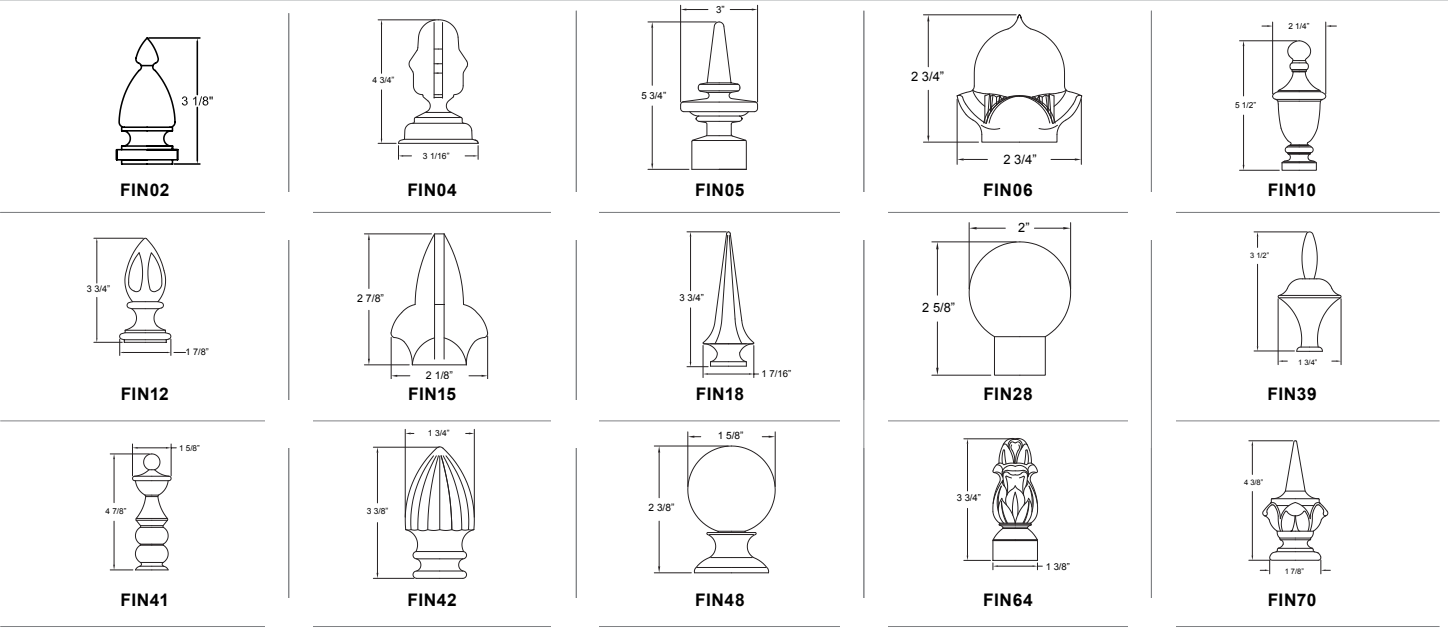 3 1/8"
FIN02
4 3/4”
3 1/16”
FIN04
3”
5 3/4”
FIN05
2 3/4”
2 3/4”
FIN06
2 1/4”
5 1/2”
FIN10
3 3/4”
1 7/8”
FIN12
2 7/8”
2 1/8”
FIN15
3 3/4”
1 7/16”
FIN18
2”
2 5/8”
FIN28
3 1/2”
1 3/4”
FIN39
1 5/8”
4 7/8”
FIN41
1 3/4”
3 3/8”
FIN42
1 5/8”
2 3/8”
FIN48
3 3/4”
1 3/8”
FIN64
4 3/8”
1 7/8”
FIN70